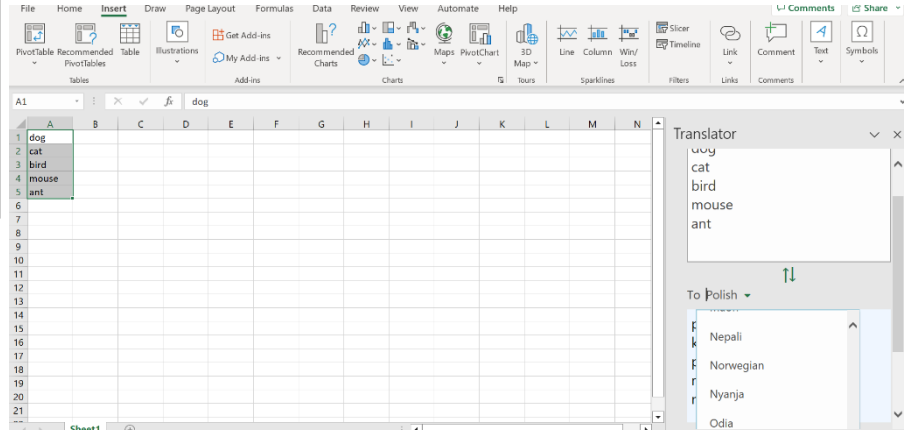 File Home Insert Draw Page Layout Formulas Data Review View Automate Help
Comments Share
PivotTable Recommended PivotTables Table
Tables
Illustrations
Get Add-ins
My Add-ins
Add-ins
Recommended Charts
Maps PivotChart
Charts
3D Map
Tours
Line Column Win/Loss
Sparklines
Slicer
Timeline
Filters
Link
Links
Comment
Comments
Text
Symbols
A1 fx dog
A B C D E F G H I J K L M N
1 dog
2 cat
3 bird
4 mouse
5 ant
6
7
8
9
10
11
12
13
14
15
16
17
18
19
20
21
Sheet1
Translator
dog
cat
bird
mouse
ant
To Polish
Nepali
Norwegian
Nyanja
Odia